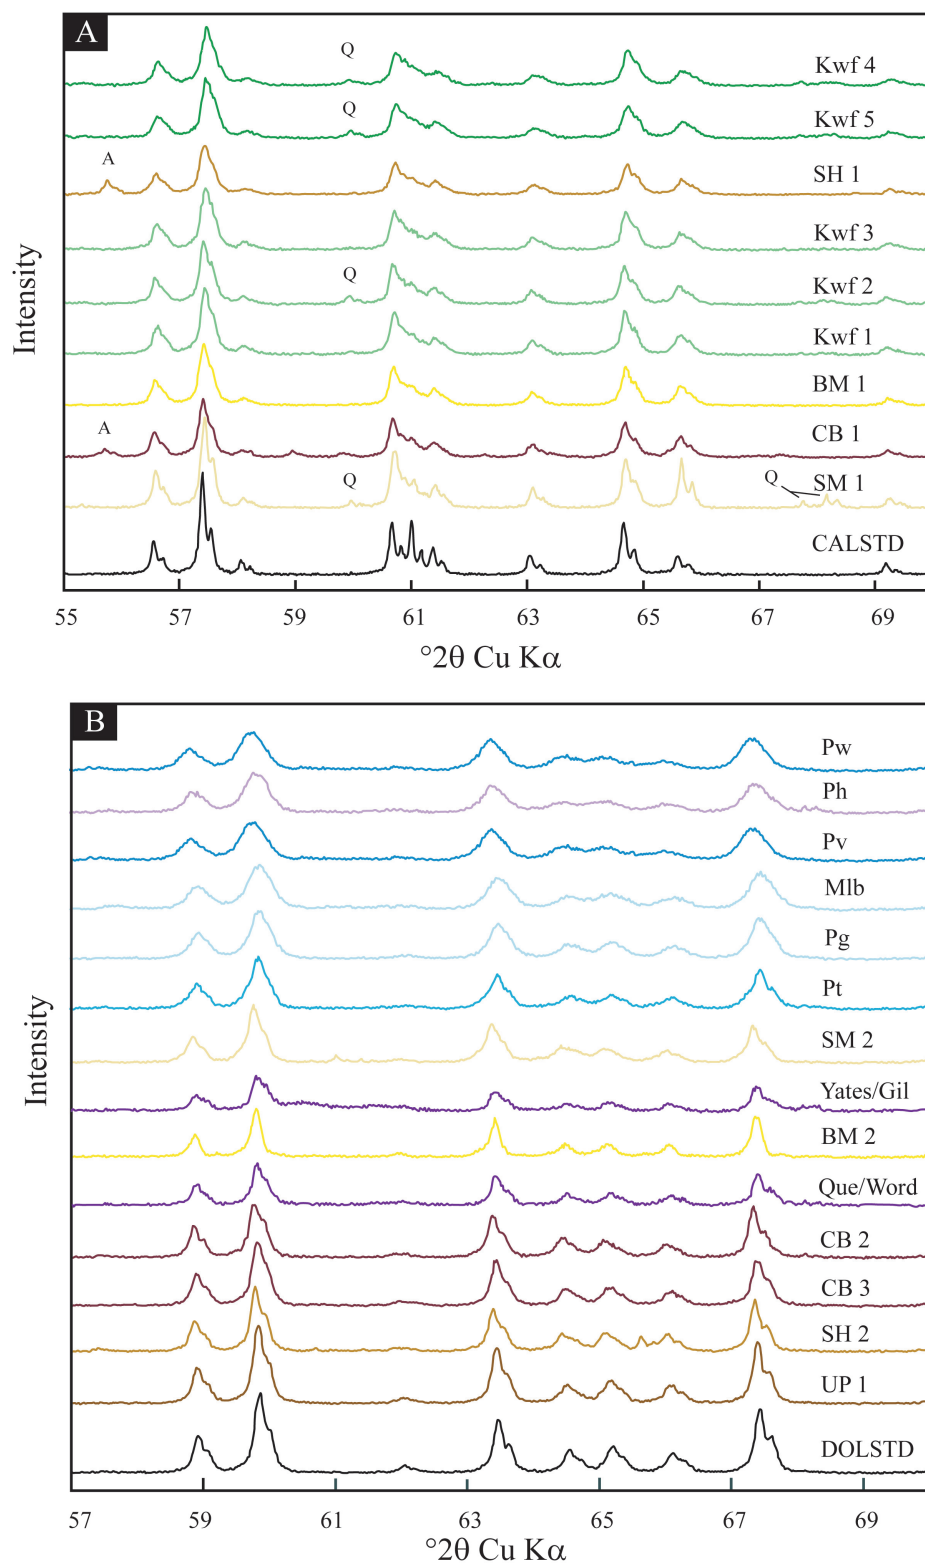 A
Q
Kwf 4
Q
Kwf 5
A
SH 1
Kwf 3
Q
Kwf 2
Kwf 1
BM 1
A
CB 1
Q
Q
SM 1
CALSTD
Intensity
55 57 59 61 63 65 67 69
°2θ Cu Kα
B
Pw
Ph
Pv
Mlb
Pg
Pt
SM 2
Yates/Gil
BM 2
Que/Word
CB 2
CB 3
SH 2
UP 1
DOLSTD
Intensity
57 59 61 63 65 67 69
°2θ Cu Kα